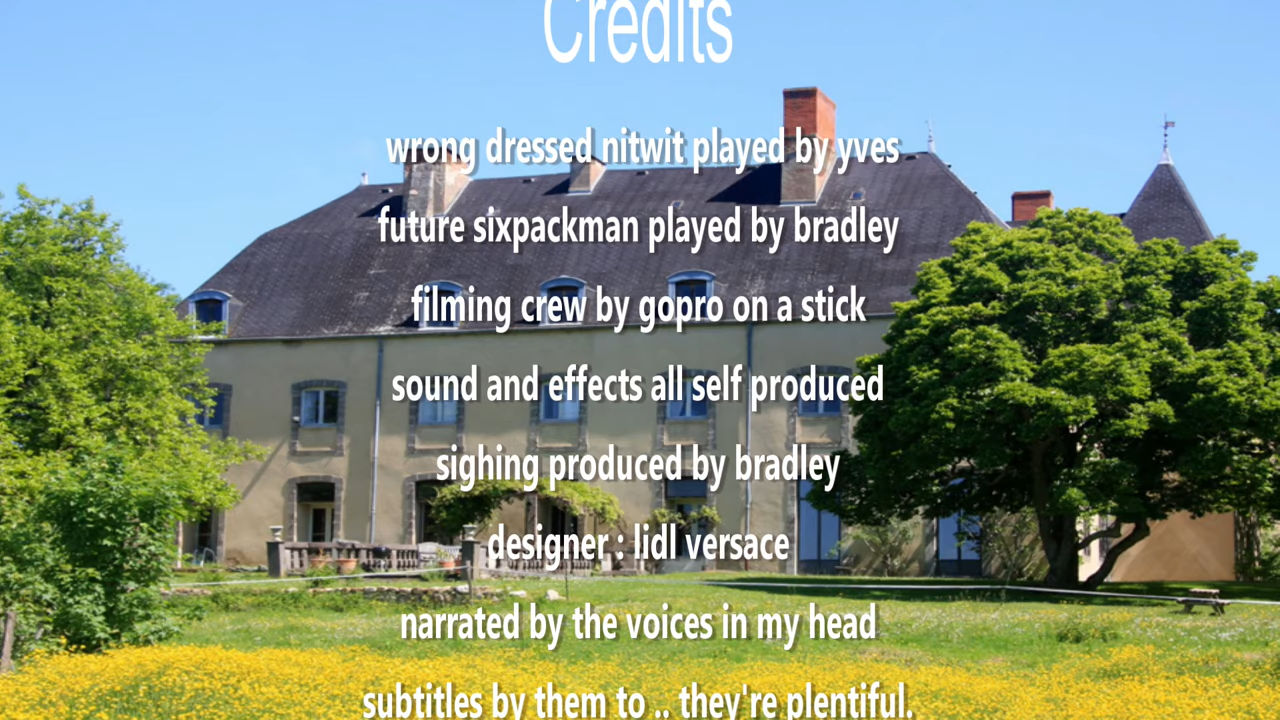 Credits
wrong dressed nitwit played by yves
future sixpackman played by bradley
filming crew by gopro on a stick
sound and effects all self produced
sighing produced by bradley
designer : lidl versace
narrated by the voices in my head
subtitles by them to .. they're plentiful.